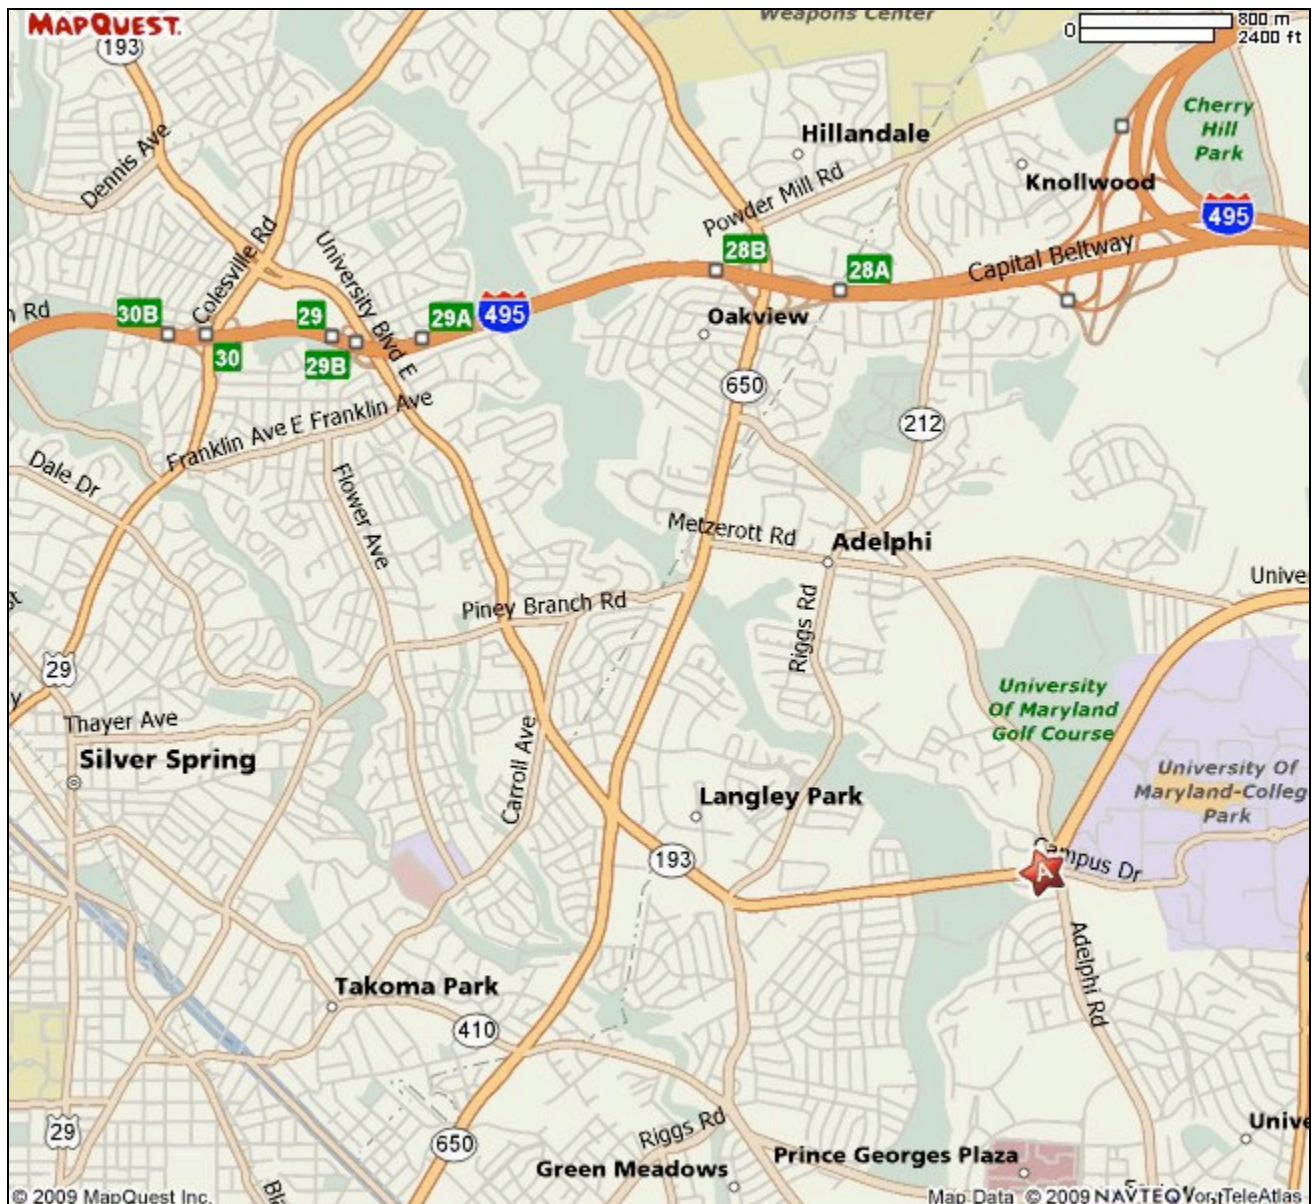 MAPQUEST.
Weapons Center
0
800 m
2400 ft
193
Cherry
Hill
Park
Hillandale
Dennis Ave
Knollwood
Powder Mill Rd
495
Colesville Rd
University Blvd E
28B
Capital Beltway
28A
Rd
30B
29
29A
495
Oakview
30
29B
650
Franklin Ave
E Franklin Ave
212
Dale Dr
Flower Ave
Metzerott Rd
Adelphi
Unive
Piney Branch Rd
Riggs Rd
29
University
Of Maryland
Golf Course
Thayer Ave
Silver Spring
Carroll Ave
University Of
Maryland-Colleg
Park
Langley Park
Campus Dr
193
A
Adelphi Rd
Takoma Park
410
29
650
Riggs Rd
Unive
Prince Georges Plaza
Green Meadows
© 2009 MapQuest Inc.
Map Data © 2009 NAVTEQ or TeleAtlas